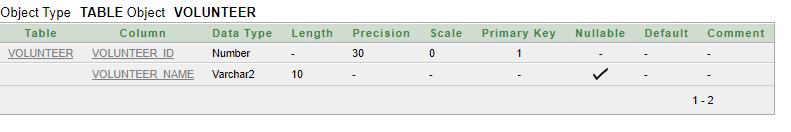 Object Type TABLE Object VOLUNTEER
Table Column Data Type Length Precision Scale Primary Key Nullable Default Comment
VOLUNTEER VOLUNTEER_ID Number - 30 0 1 - - -
VOLUNTEER_NAME Varchar2 10 - - - ✓ - -
1 - 2